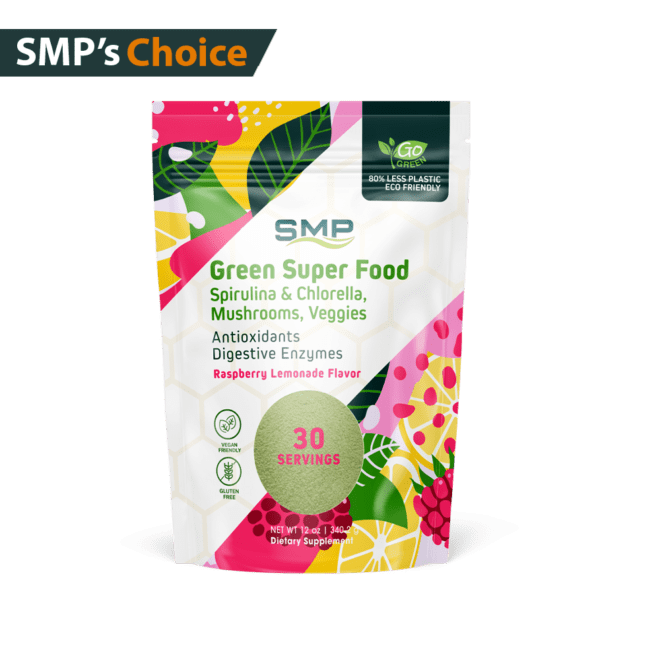 SMP's Choice
Go
GREEN
80% LESS PLASTIC
ECO FRIENDLY
SMP
Green Super Food
Spirulina & Chlorella,
Mushrooms, Veggies
Antioxidants
Digestive Enzymes
Raspberry Lemonade Flavor
30
SERVINGS
VEGAN
FRIENDLY
GLUTEN
FREE
NET WT 12 oz | 340.2 g
Dietary Supplement